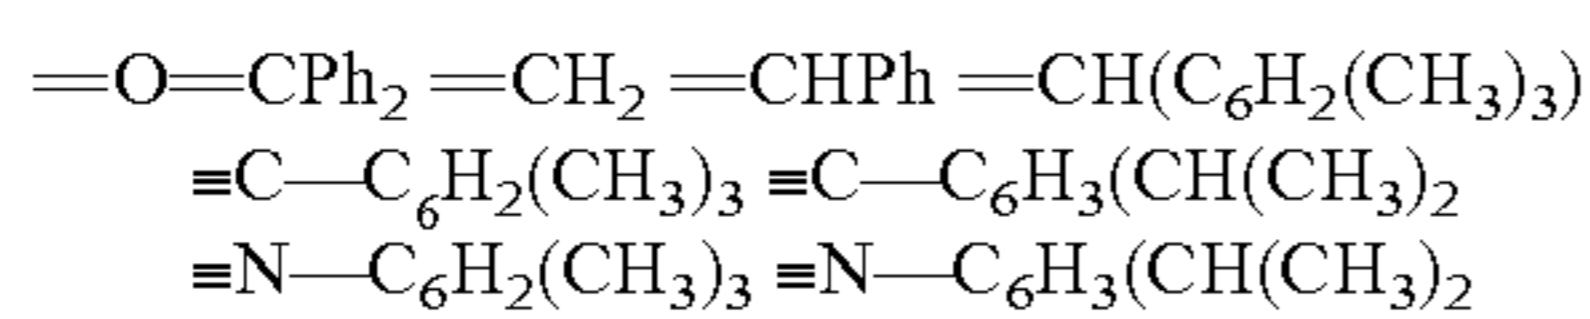 =O=CPh₂ =CH₂ =CHPh =CH(C₆H₂(CH₃)₃)
≡C—C₆H₂(CH₃)₃ ≡C—C₆H₃(CH(CH₃)₂
≡N—C₆H₂(CH₃)₃ ≡N—C₆H₃(CH(CH₃)₂